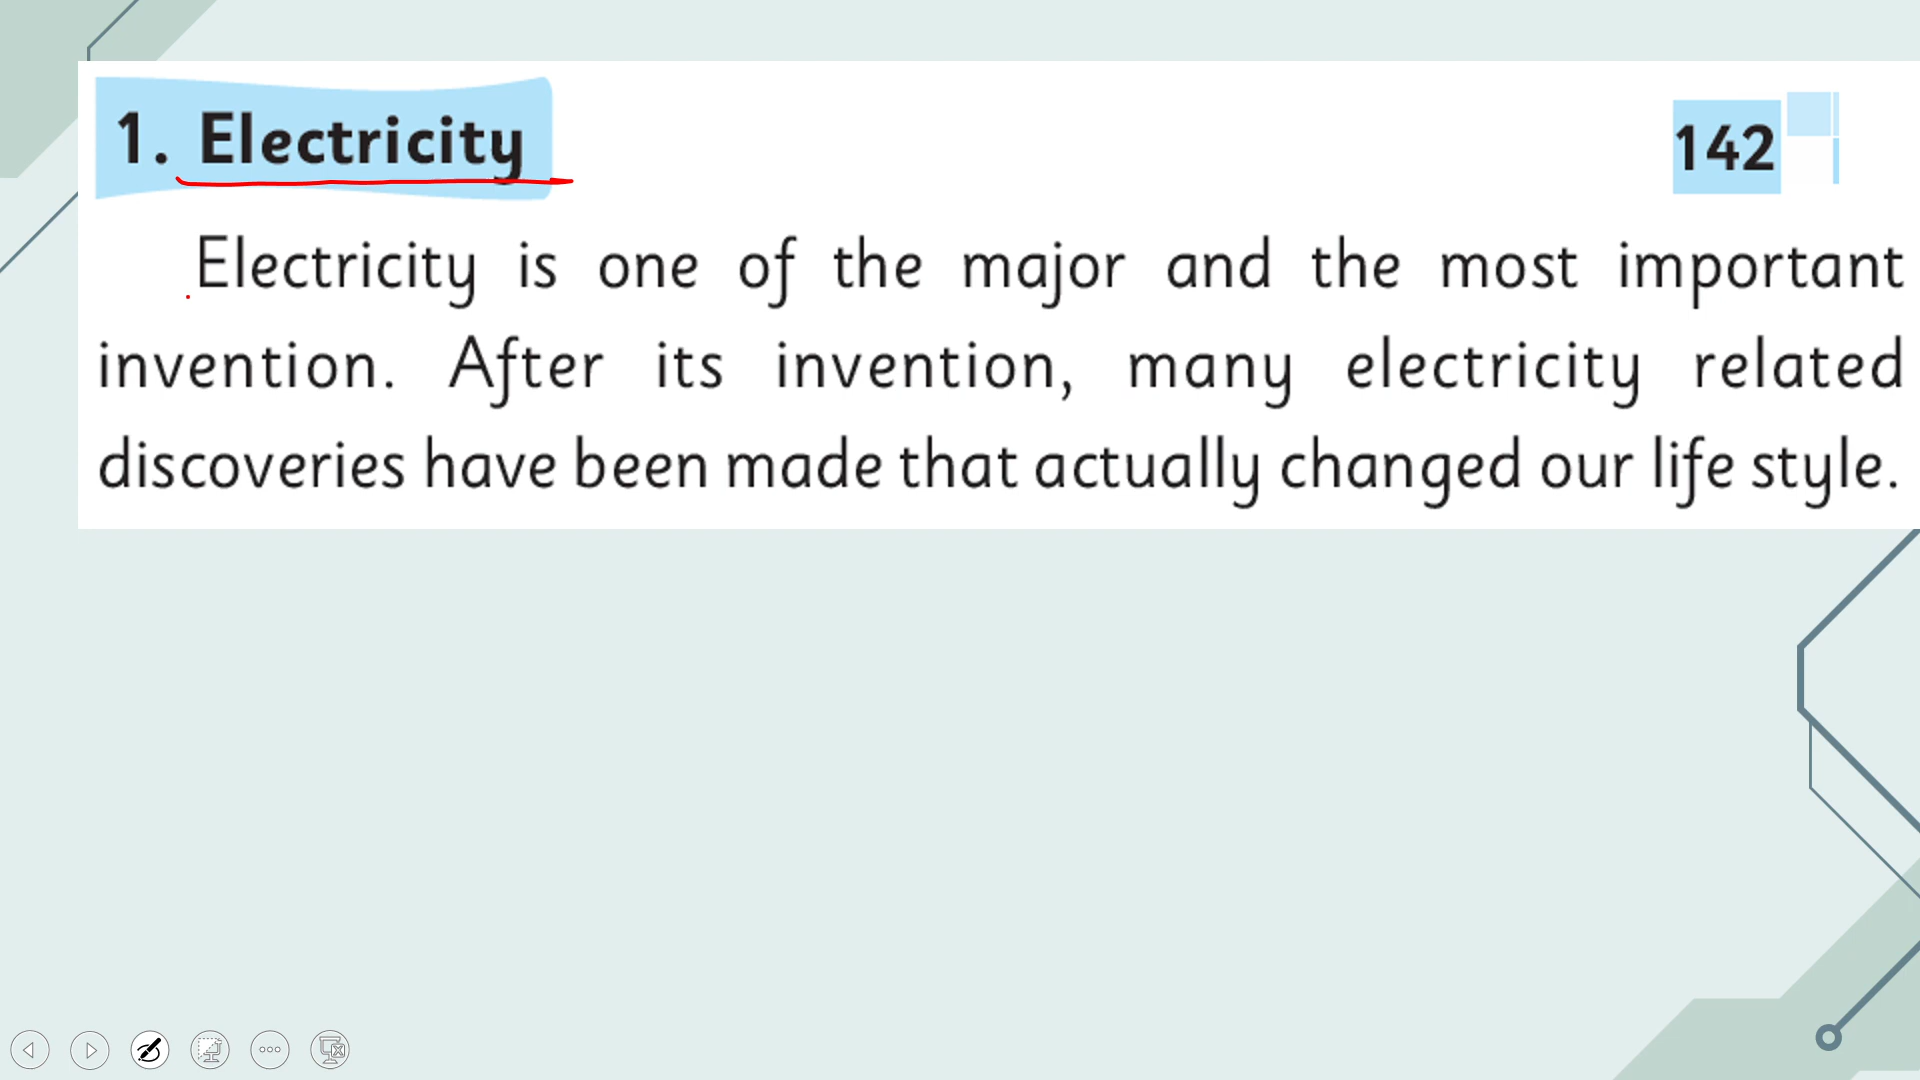 1. Electricity
142
Electricity is one of the major and the most important
invention. After its invention, many electricity related
discoveries have been made that actually changed our life style.